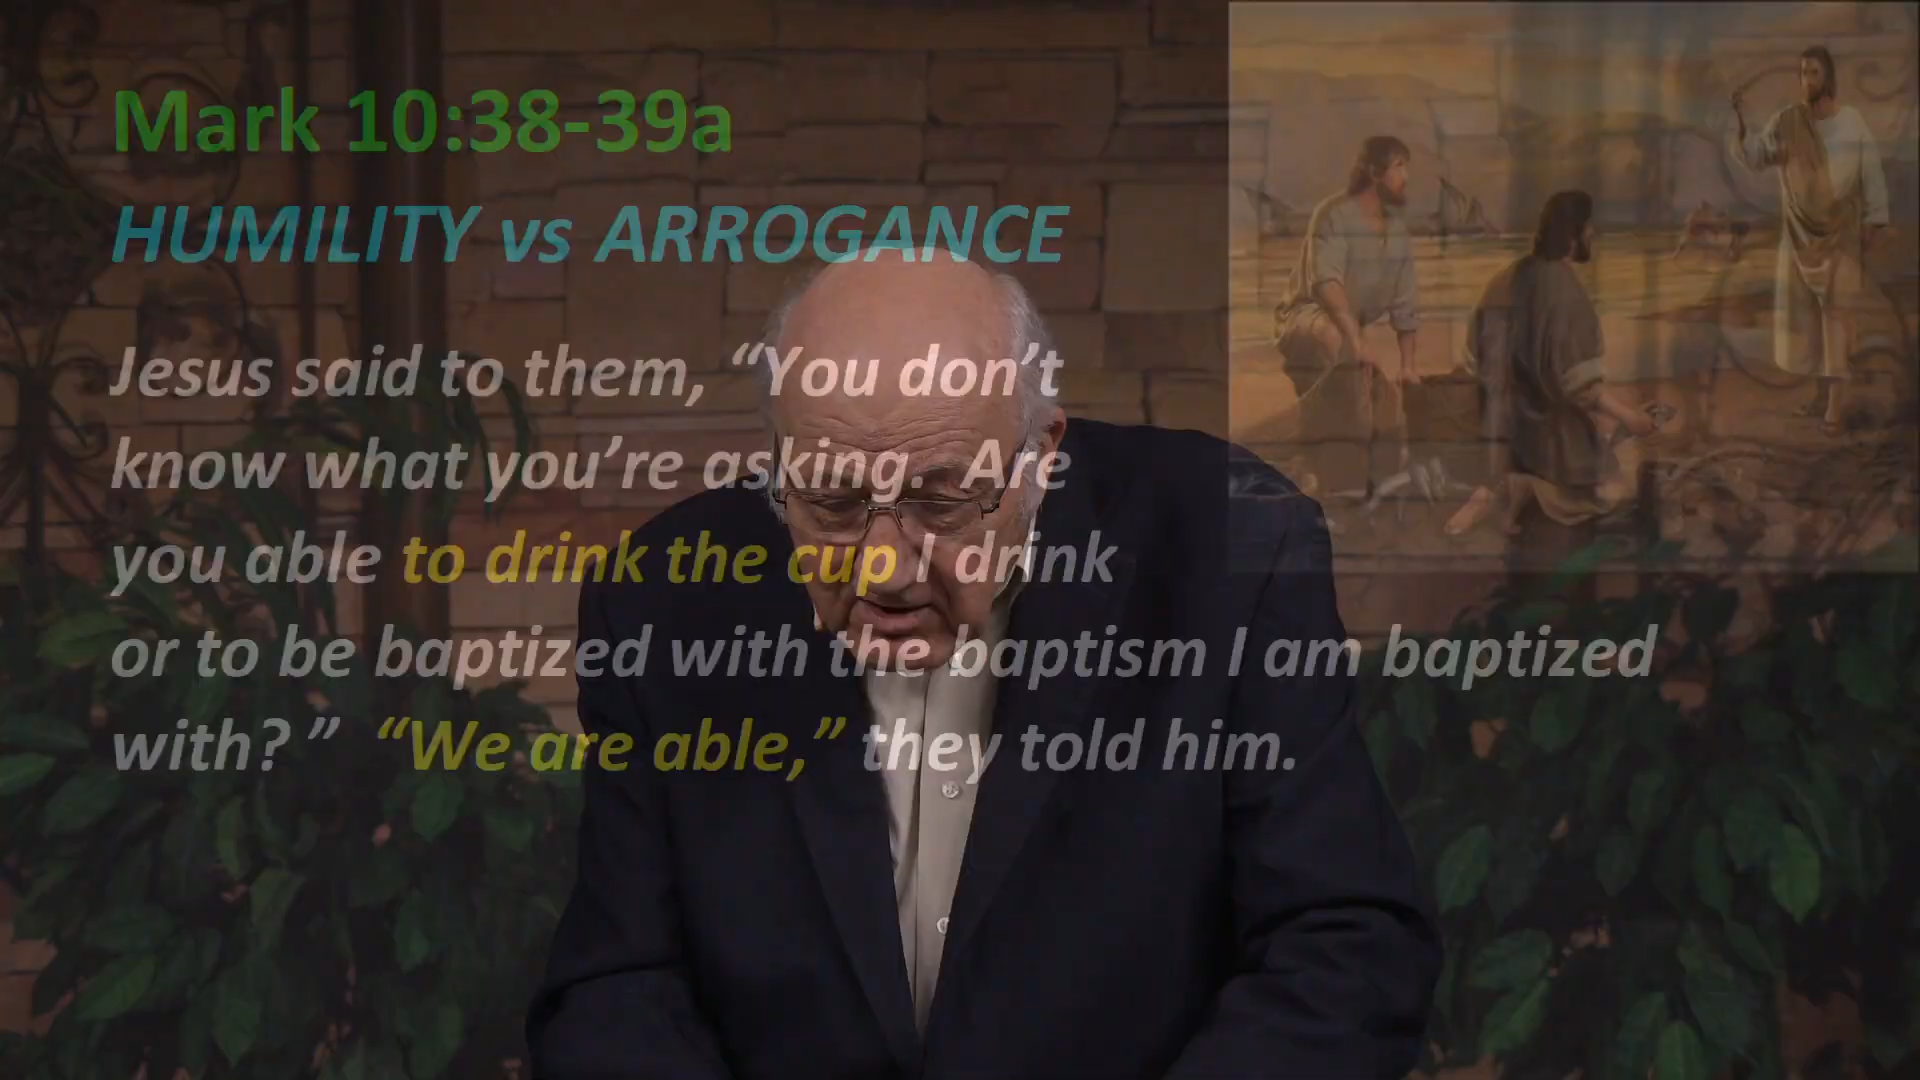 Mark 10:38-39a
HUMILITY vs ARROGANCE
Jesus said to them, “You don’t
know what you’re asking.  Are
you able to drink the cup I drink
or to be baptized with the baptism I am baptized
with? ”  “We are able,” they told him.